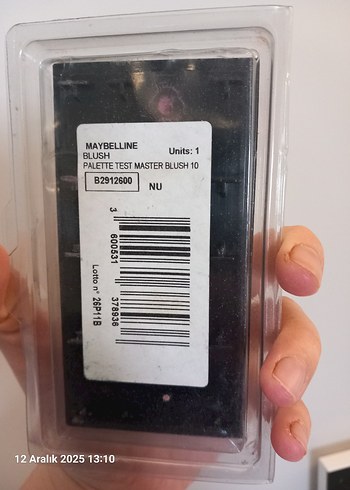 MAYBELLINE
BLUSH
Units: 1
PALETTE TEST MASTER BLUSH 10
B2912600
NU
3 600531 378936
Lotto n° 26P11B
12 Aralık 2025 13:10